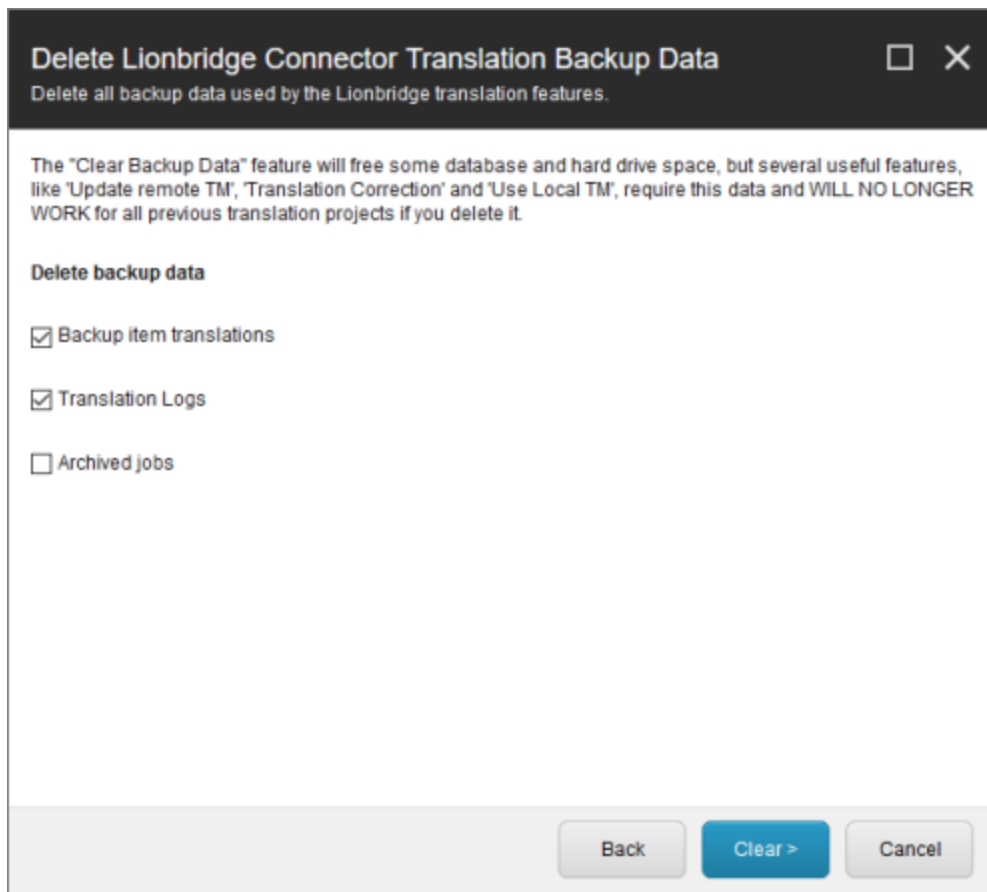 Delete Lionbridge Connector Translation Backup Data
Delete all backup data used by the Lionbridge translation features.
The "Clear Backup Data" feature will free some database and hard drive space, but several useful features,
like 'Update remote TM', 'Translation Correction' and 'Use Local TM', require this data and WILL NO LONGER
WORK for all previous translation projects if you delete it.
Delete backup data
Backup item translations
Translation Logs
Archived jobs
Back
Clear >
Cancel